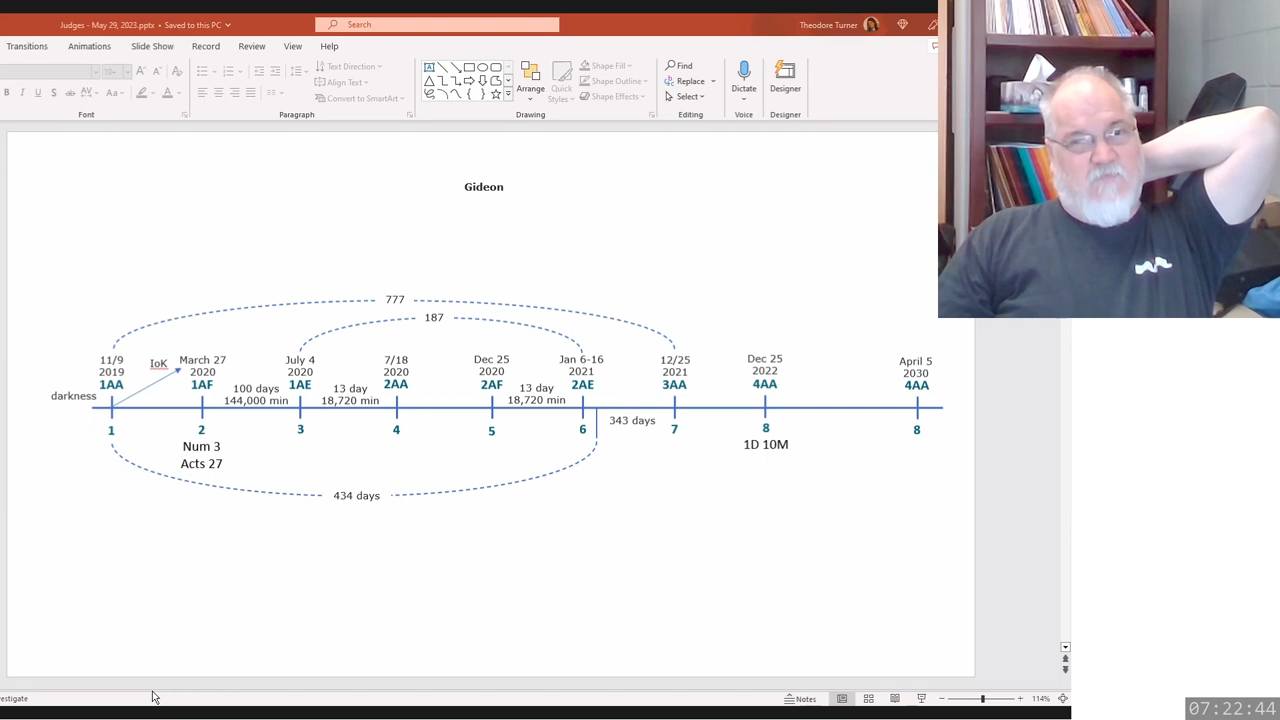 Judges - May 29, 2023.pptx • Saved to this PC
Search
Theodore Turner
Transitions Animations Slide Show Record Review View Help
Text Direction
Align Text
Convert to SmartArt
Arrange
Quick Styles
Shape Fill
Shape Outline
Shape Effects
Find
Replace
Select
Dictate
Designer
Font Paragraph Drawing Editing Voice Designer
Gideon
777
187
11/9 IoK March 27 July 4 7/18 Dec 25 Jan 6-16 12/25 Dec 25 April 5
2019 2020 2020 2020 2020 2021 2021 2022 2030
1AA 1AF 1AE 2AA 2AF 2AE 3AA 4AA 4AA
100 days 13 day 13 day
darkness 144,000 min 18,720 min 18,720 min
343 days
1 2 3 4 5 6 7 8 8
Num 3 1D 10M
Acts 27
434 days
estigate Notes 114%
07:22:44